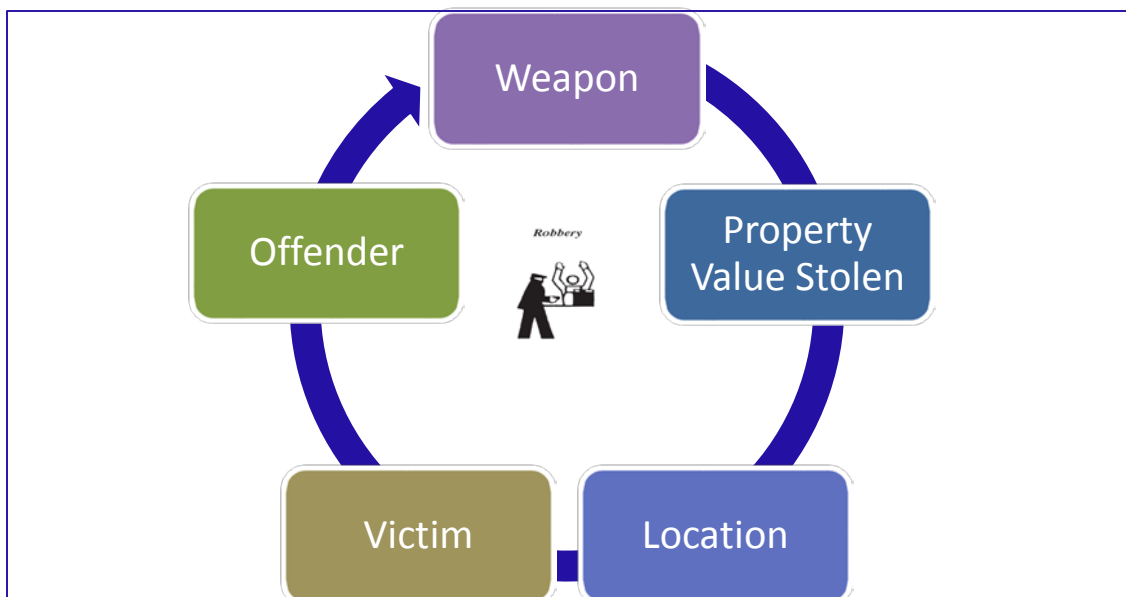 Weapon
Property
Value Stolen
Offender
Robbery
Victim
Location